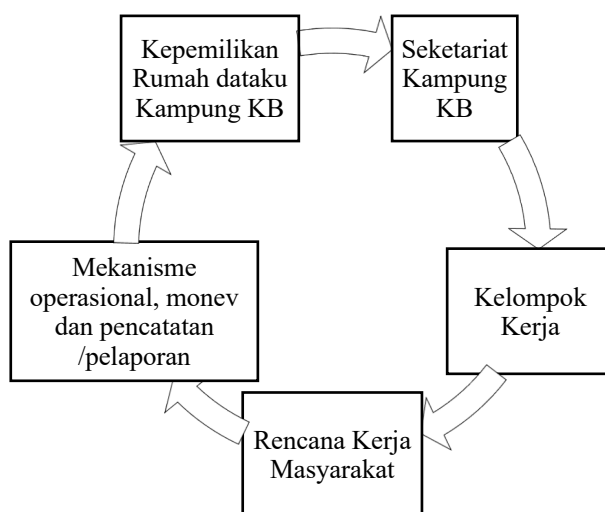 Kepemilikan
Rumah dataku
Kampung KB
Seketariat
Kampung
KB
Kelompok
Kerja
Rencana Kerja
Masyarakat
Mekanisme
operasional, monev
dan pencatatan
/pelaporan